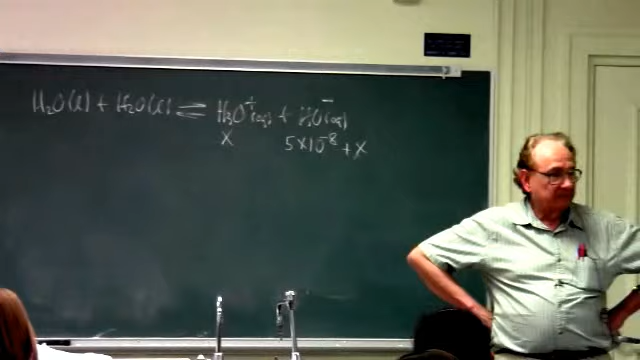 H₂O(l) + H₂O(l) ⇌ H₃O⁺(aq) + HO⁻(aq)
X 5×10⁻⁸ + X